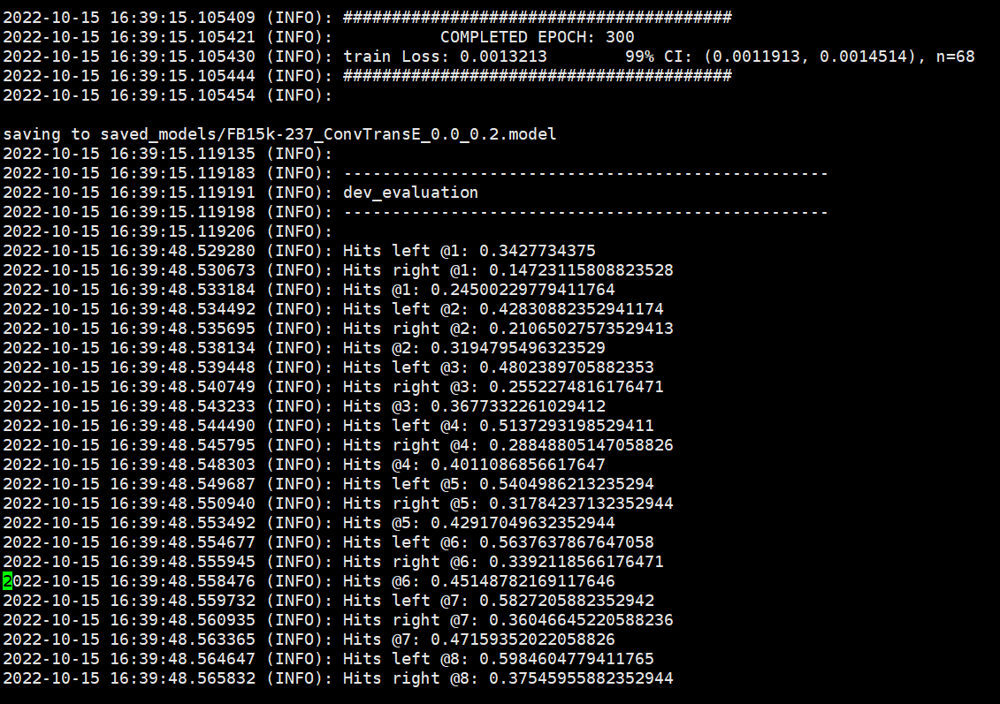 2022-10-15 16:39:15.105409 (INFO): ########################################
2022-10-15 16:39:15.105421 (INFO):           COMPLETED EPOCH: 300
2022-10-15 16:39:15.105430 (INFO): train Loss: 0.0013213        99% CI: (0.0011913, 0.0014514), n=68
2022-10-15 16:39:15.105444 (INFO): ########################################
2022-10-15 16:39:15.105454 (INFO):
saving to saved_models/FB15k-237_ConvTransE_0.0_0.2.model
2022-10-15 16:39:15.119135 (INFO):
2022-10-15 16:39:15.119183 (INFO): --------------------------------------------------
2022-10-15 16:39:15.119191 (INFO): dev_evaluation
2022-10-15 16:39:15.119198 (INFO): --------------------------------------------------
2022-10-15 16:39:15.119206 (INFO):
2022-10-15 16:39:48.529280 (INFO): Hits left @1: 0.3427734375
2022-10-15 16:39:48.530673 (INFO): Hits right @1: 0.14723115808823528
2022-10-15 16:39:48.533184 (INFO): Hits @1: 0.24500229779411764
2022-10-15 16:39:48.534492 (INFO): Hits left @2: 0.42830882352941174
2022-10-15 16:39:48.535695 (INFO): Hits right @2: 0.21065027573529413
2022-10-15 16:39:48.538134 (INFO): Hits @2: 0.3194795496323529
2022-10-15 16:39:48.539448 (INFO): Hits left @3: 0.4802389705882353
2022-10-15 16:39:48.540749 (INFO): Hits right @3: 0.2552274816176471
2022-10-15 16:39:48.543233 (INFO): Hits @3: 0.3677332261029412
2022-10-15 16:39:48.544490 (INFO): Hits left @4: 0.5137293198529411
2022-10-15 16:39:48.545795 (INFO): Hits right @4: 0.28848805147058826
2022-10-15 16:39:48.548303 (INFO): Hits @4: 0.4011086856617647
2022-10-15 16:39:48.549687 (INFO): Hits left @5: 0.5404986213235294
2022-10-15 16:39:48.550940 (INFO): Hits right @5: 0.31784237132352944
2022-10-15 16:39:48.553492 (INFO): Hits @5: 0.42917049632352944
2022-10-15 16:39:48.554677 (INFO): Hits left @6: 0.5637637867647058
2022-10-15 16:39:48.555945 (INFO): Hits right @6: 0.3392118566176471
2022-10-15 16:39:48.558476 (INFO): Hits @6: 0.45148782169117646
2022-10-15 16:39:48.559732 (INFO): Hits left @7: 0.5827205882352942
2022-10-15 16:39:48.560935 (INFO): Hits right @7: 0.36046645220588236
2022-10-15 16:39:48.563365 (INFO): Hits @7: 0.47159352022058826
2022-10-15 16:39:48.564647 (INFO): Hits left @8: 0.5984604779411765
2022-10-15 16:39:48.565832 (INFO): Hits right @8: 0.37545955882352944